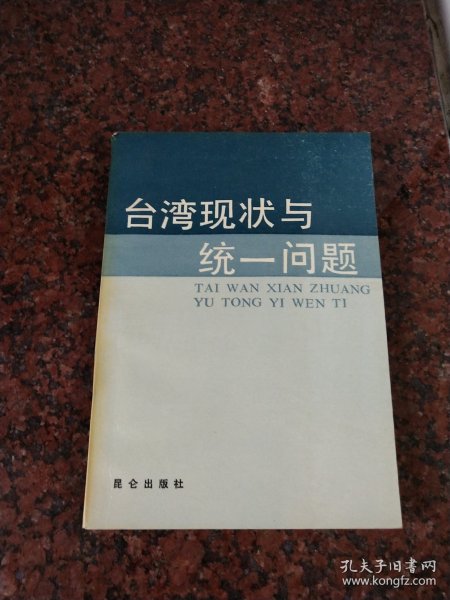 台湾现状与
统一问题
TAI WAN XIAN ZHUANG
YU TONG YI WEN TI
昆仑出版社
孔夫子旧书网
www.kongfz.com